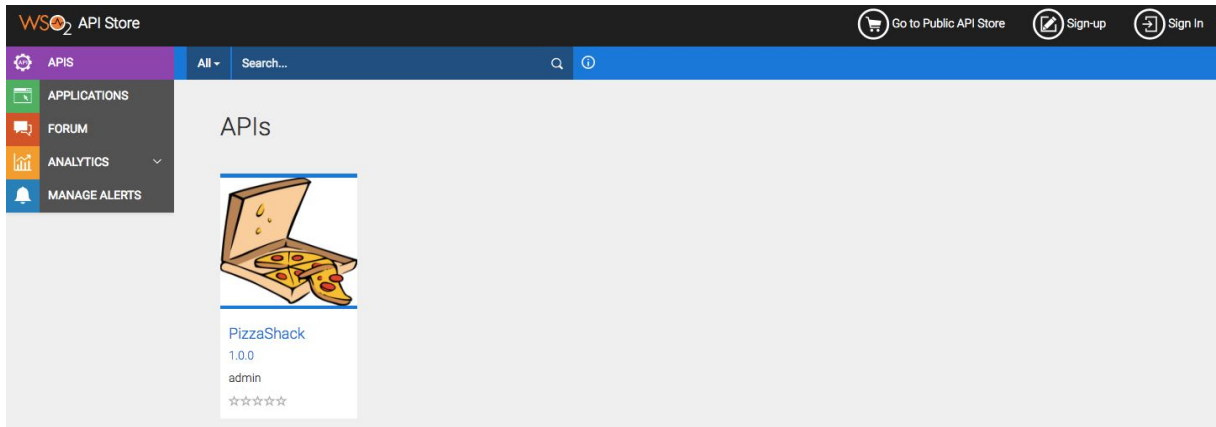 WSO2 API Store
Go to Public API Store
Sign-up
Sign In
API
APIS
All
Search...
APPLICATIONS
FORUM
ANALYTICS
MANAGE ALERTS
APIs
PizzaShack
1.0.0
admin